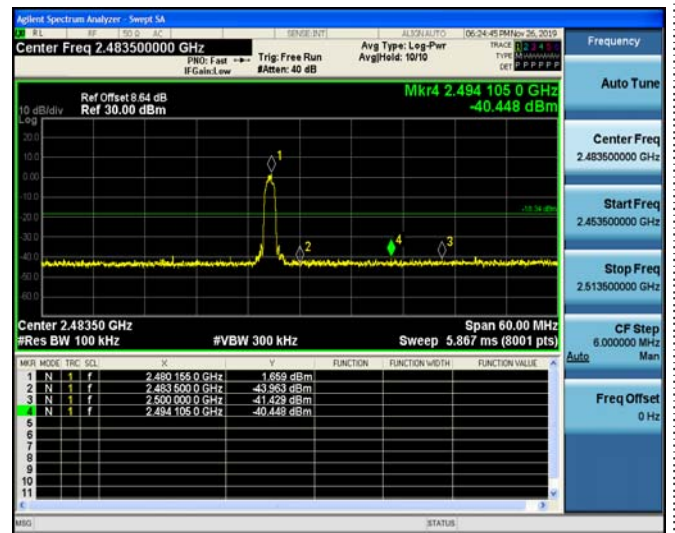 Agilent Spectrum Analyzer - Swept SA
RL RF 50 Ω AC SENSE:INT ALIGN AUTO 06:24:45 PM Nov 26, 2019
Center Freq 2.483500000 GHz
PNO: Fast Trig: Free Run
IFGain:Low #Atten: 40 dB
Avg Type: Log-Pwr
Avg|Hold: 10/10
TRACE 1 2 3 4 5 6
TYPE
DET P P P P P P
Frequency
Auto Tune
Ref Offset 8.64 dB
10 dB/div Ref 30.00 dBm
Log
Mkr4 2.494 105 0 GHz
-40.448 dBm
20.0
10.0
0.00
-10.0
-20.0
-30.0
-40.0
-50.0
-60.0
1
2
4
3
-18.34 dBm
Center Freq
2.483500000 GHz
Start Freq
2.453500000 GHz
Stop Freq
2.513500000 GHz
CF Step
6.000000 MHz
Auto Man
Freq Offset
0 Hz
Center 2.48350 GHz Span 60.00 MHz
#Res BW 100 kHz #VBW 300 kHz Sweep 5.867 ms (8001 pts)
MKR MODE TRC SCL X Y FUNCTION FUNCTION WIDTH FUNCTION VALUE
1 N 1 f 2.480 155 0 GHz 1.659 dBm
2 N 1 f 2.483 500 0 GHz -43.963 dBm
3 N 1 f 2.500 000 0 GHz -41.429 dBm
4 N 1 f 2.494 105 0 GHz -40.448 dBm
5
6
7
8
9
10
11
MSG STATUS